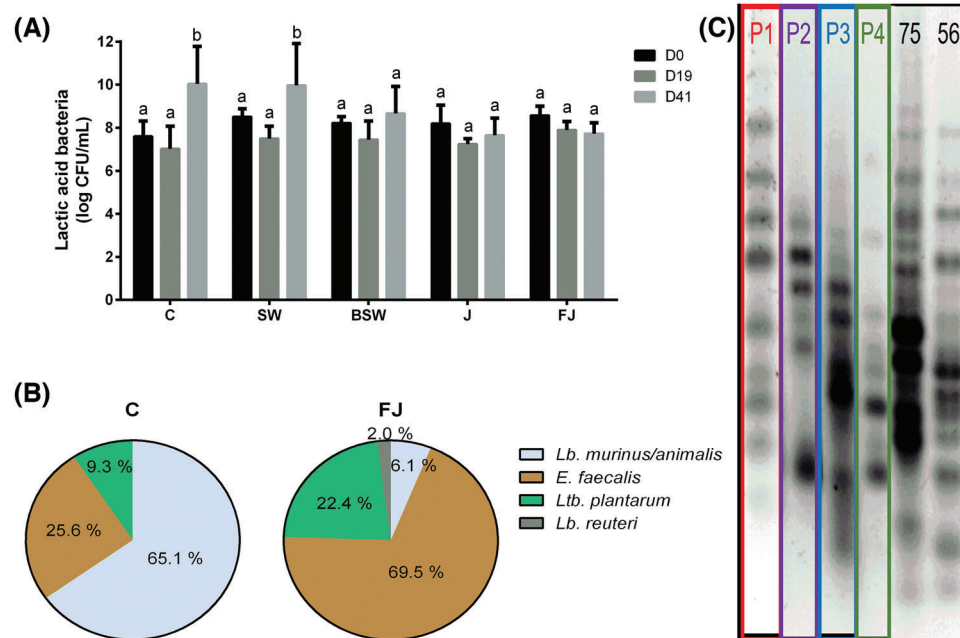 (A)
Lactic acid bacteria
(log CFU/mL)
12
10
8
6
4
2
0
a a b
a a b
a a a
a a a
a a a
C SW BSW J FJ
D0
D19
D41
(B)
C
9.3 %
25.6 %
65.1 %
FJ
2.0 %
6.1 %
22.4 %
69.5 %
Lb. murinus/animalis
E. faecalis
Ltb. plantarum
Lb. reuteri
(C)
P1 P2 P3 P4 75 56